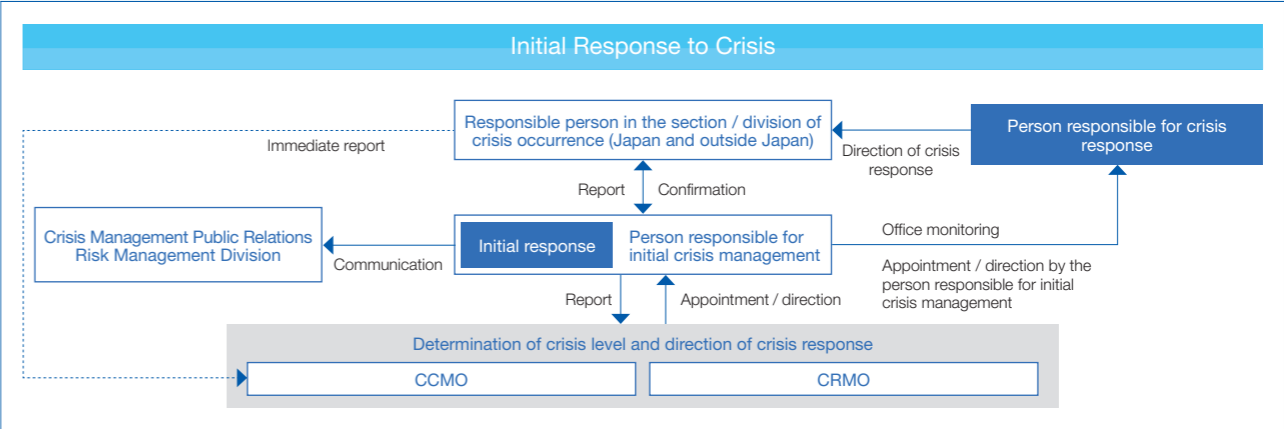 Initial Response to Crisis
Responsible person in the section / division of
crisis occurrence (Japan and outside Japan)
Person responsible for crisis
response
Immediate report
Direction of crisis
response
Report
Confirmation
Crisis Management Public Relations
Risk Management Division
Communication
Initial response
Person responsible for
initial crisis management
Office monitoring
Appointment / direction by the
person responsible for initial
crisis management
Report
Appointment / direction
Determination of crisis level and direction of crisis response
CCMO
CRMO